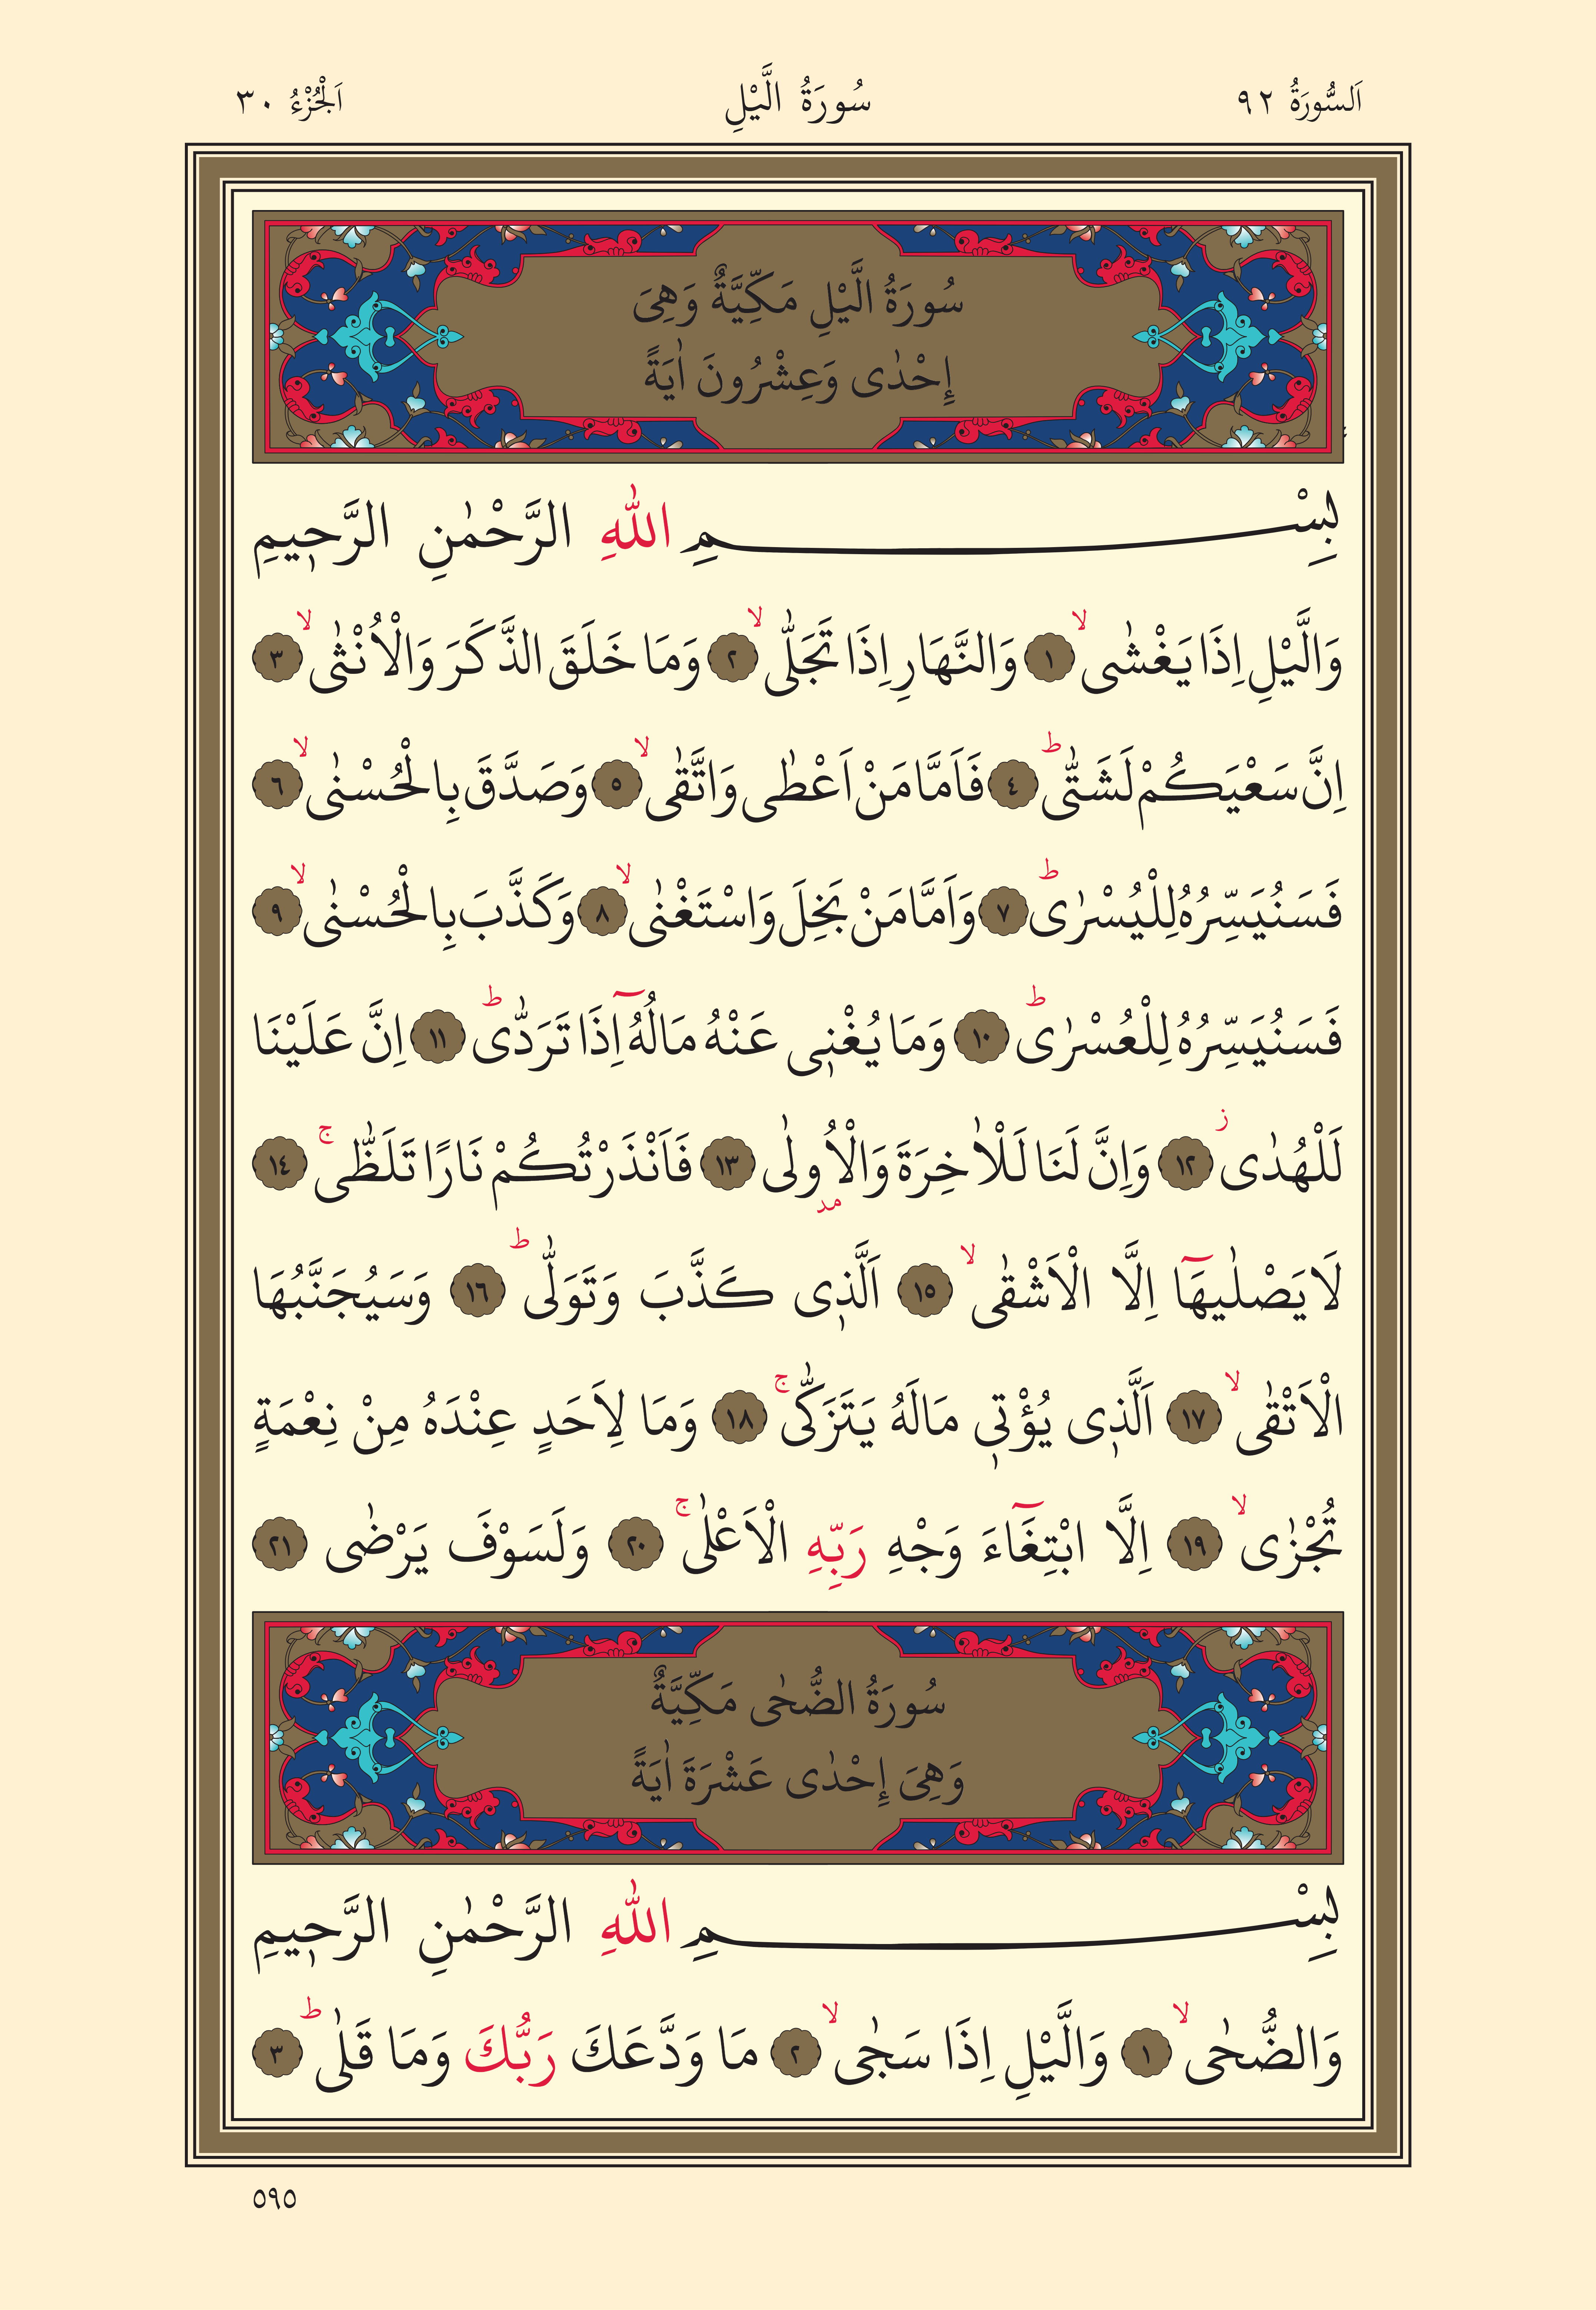 اَلسُّورَةُ ٩٢ سُورَةُ الَّيْلِ اَلْجُزْءُ ٣٠
سُورَةُ الَّيْلِ مَكِّيَّةٌ وَهِىَ
إِحْدٰى وَعِشْرُونَ اٰيَةً
بِسْمِ اللّٰهِ الرَّحْمٰنِ الرَّح۪يمِ
وَالَّيْلِ اِذَا يَغْشٰىۙ ١ وَالنَّهَارِ اِذَا تَجَلّٰىۙ ٢ وَمَا خَلَقَ الذَّكَرَ وَالْاُنْثٰىۙ ٣
اِنَّ سَعْيَكُمْ لَشَتّٰىۜ ٤ فَاَمَّا مَنْ اَعْطٰى وَاتَّقٰىۙ ٥ وَصَدَّقَ بِالْحُسْنٰىۙ ٦
فَسَنُيَسِّرُهُ لِلْيُسْرٰىۜ ٧ وَاَمَّا مَنْ بَخِلَ وَاسْتَغْنٰىۙ ٨ وَكَذَّبَ بِالْحُسْنٰىۙ ٩
فَسَنُيَسِّرُهُ لِلْعُسْرٰىۜ ١٠ وَمَا يُغْن۪ى عَنْهُ مَالُهُٓ اِذَا تَرَدّٰىۜ ١١ اِنَّ عَلَيْنَا
لَلْهُدٰىۘ ١٢ وَاِنَّ لَنَا لَلْاٰخِرَةَ وَالْاُو۫لٰى ١٣ فَاَنْذَرْتُكُمْ نَارًا تَلَظّٰىۚ ١٤
لَا يَصْلٰيهَٓا اِلَّا الْاَشْقٰىۙ ١٥ اَلَّذ۪ى كَذَّبَ وَتَوَلّٰىۜ ١٦ وَسَيُجَنَّبُهَا
الْاَتْقٰىۙ ١٧ اَلَّذ۪ى يُؤْت۪ى مَالَهُ يَتَزَكّٰىۚ ١٨ وَمَا لِاَحَدٍ عِنْدَهُ مِنْ نِعْمَةٍ
تُجْزٰىۙ ١٩ اِلَّا ابْتِغَٓاءَ وَجْهِ رَبِّهِ الْاَعْلٰىۚ ٢٠ وَلَسَوْفَ يَرْضٰى ٢١
سُورَةُ الضُّحٰى مَكِّيَّةٌ
وَهِىَ إِحْدٰى عَشْرَةَ اٰيَةً
بِسْمِ اللّٰهِ الرَّحْمٰنِ الرَّح۪يمِ
وَالضُّحٰىۙ ١ وَالَّيْلِ اِذَا سَجٰىۙ ٢ مَا وَدَّعَكَ رَبُّكَ وَمَا قَلٰىۜ ٣
٥٩٥